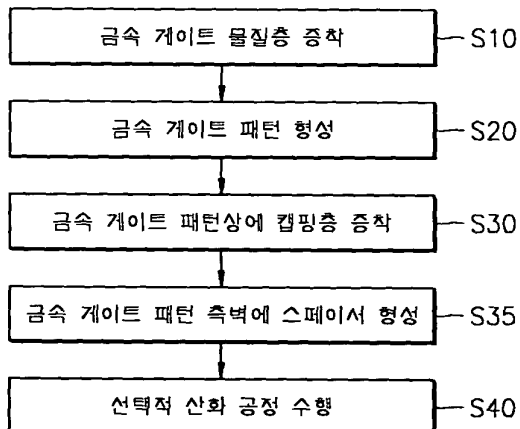 금속 게이트 물질층 증착 S10
금속 게이트 패턴 형성 S20
금속 게이트 패턴상에 캡핑층 증착 S30
금속 게이트 패턴 측벽에 스페이서 형성 S35
선택적 산화 공정 수행 S40